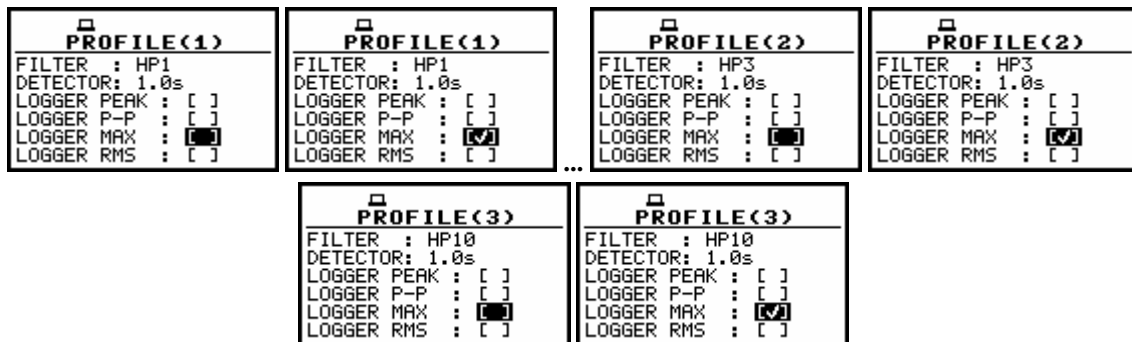 PROFILE(1)
FILTER : HP1
DETECTOR: 1.0s
LOGGER PEAK : [ ]
LOGGER P-P : [ ]
LOGGER MAX : [ ]
LOGGER RMS : [ ]
PROFILE(1)
FILTER : HP1
DETECTOR: 1.0s
LOGGER PEAK : [ ]
LOGGER P-P : [ ]
LOGGER MAX : [✓]
LOGGER RMS : [ ]
...
PROFILE(2)
FILTER : HP3
DETECTOR: 1.0s
LOGGER PEAK : [ ]
LOGGER P-P : [ ]
LOGGER MAX : [ ]
LOGGER RMS : [ ]
PROFILE(2)
FILTER : HP3
DETECTOR: 1.0s
LOGGER PEAK : [ ]
LOGGER P-P : [ ]
LOGGER MAX : [✓]
LOGGER RMS : [ ]
PROFILE(3)
FILTER : HP10
DETECTOR: 1.0s
LOGGER PEAK : [ ]
LOGGER P-P : [ ]
LOGGER MAX : [ ]
LOGGER RMS : [ ]
PROFILE(3)
FILTER : HP10
DETECTOR: 1.0s
LOGGER PEAK : [ ]
LOGGER P-P : [ ]
LOGGER MAX : [✓]
LOGGER RMS : [ ]